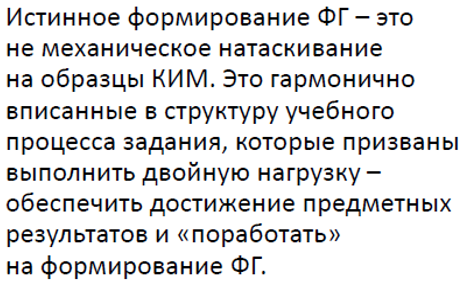 Истинное формирование ФГ – это
не механическое натаскивание
на образцы КИМ. Это гармонично
вписанные в структуру учебного
процесса задания, которые призваны
выполнить двойную нагрузку –
обеспечить достижение предметных
результатов и «поработать»
на формирование ФГ.